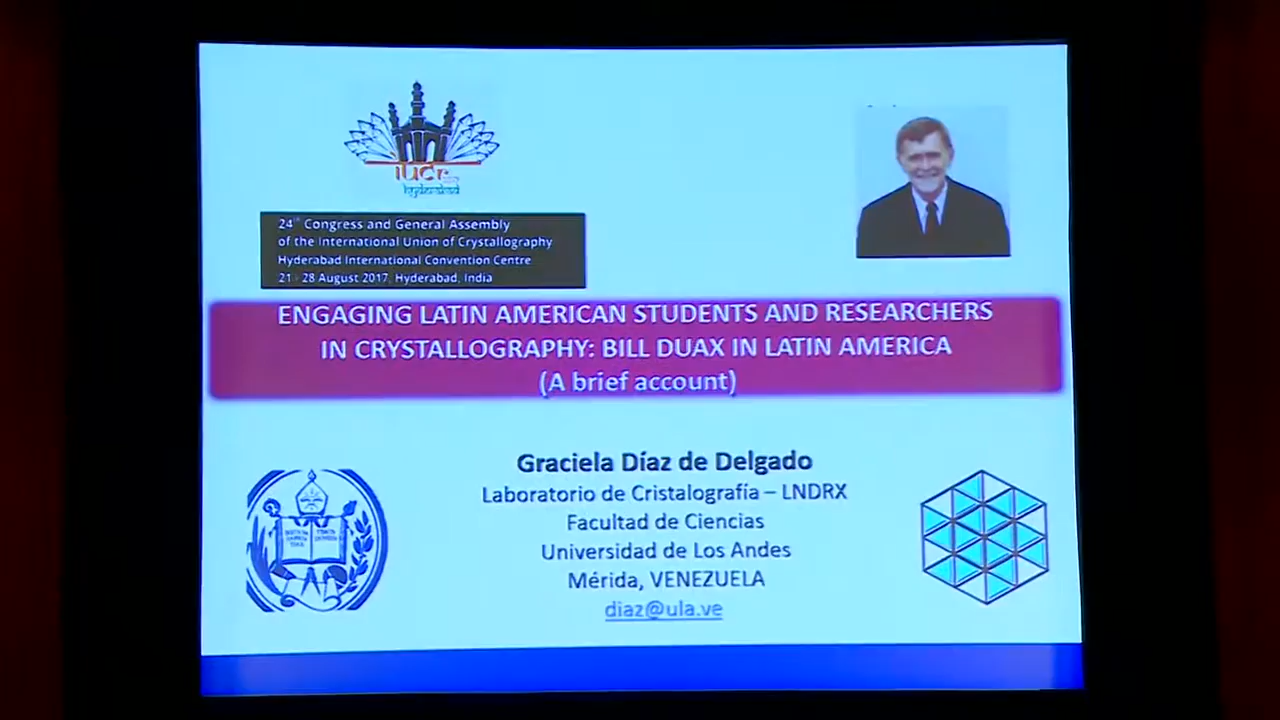 iucr
hyderabad
24th Congress and General Assembly
of the International Union of Crystallography
Hyderabad International Convention Centre
21 - 28 August 2017, Hyderabad, India
ENGAGING LATIN AMERICAN STUDENTS AND RESEARCHERS
IN CRYSTALLOGRAPHY: BILL DUAX IN LATIN AMERICA
(A brief account)
Graciela Díaz de Delgado
Laboratorio de Cristalografía – LNDRX
Facultad de Ciencias
Universidad de Los Andes
Mérida, VENEZUELA
diaz@ula.ve